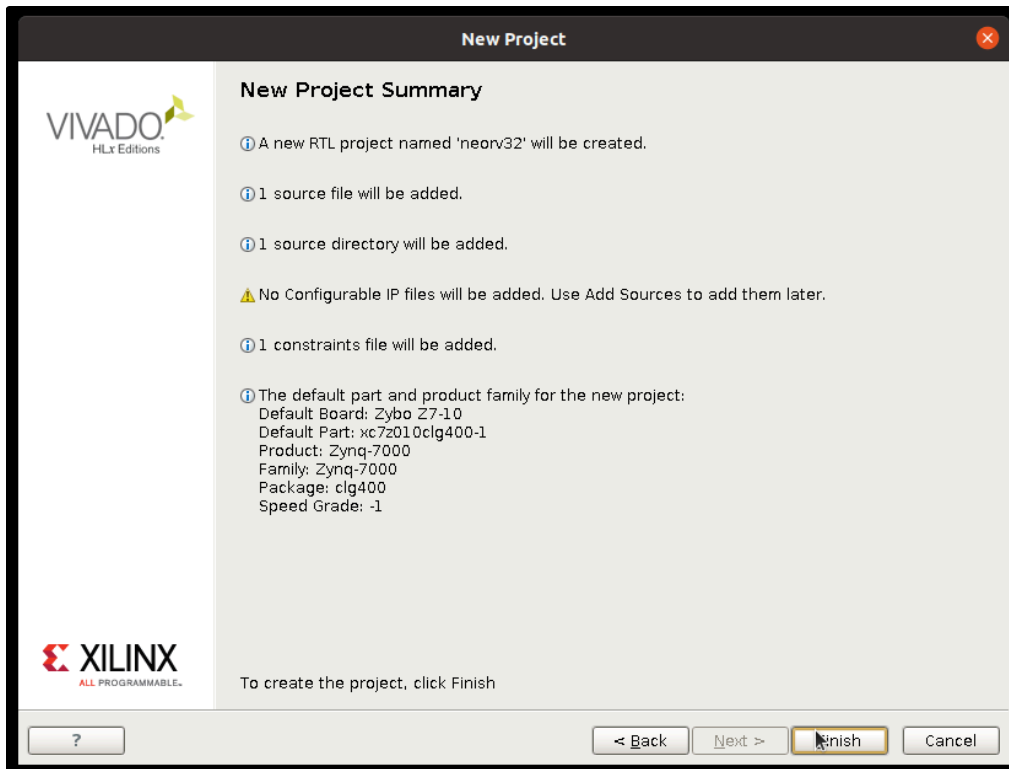 New Project
VIVADO.
HLx Editions
New Project Summary
A new RTL project named 'neorv32' will be created.
1 source file will be added.
1 source directory will be added.
No Configurable IP files will be added. Use Add Sources to add them later.
1 constraints file will be added.
The default part and product family for the new project:
Default Board: Zybo Z7-10
Default Part: xc7z010clg400-1
Product: Zynq-7000
Family: Zynq-7000
Package: clg400
Speed Grade: -1
XILINX
ALL PROGRAMMABLE.
To create the project, click Finish
?
< Back
Next >
Finish
Cancel